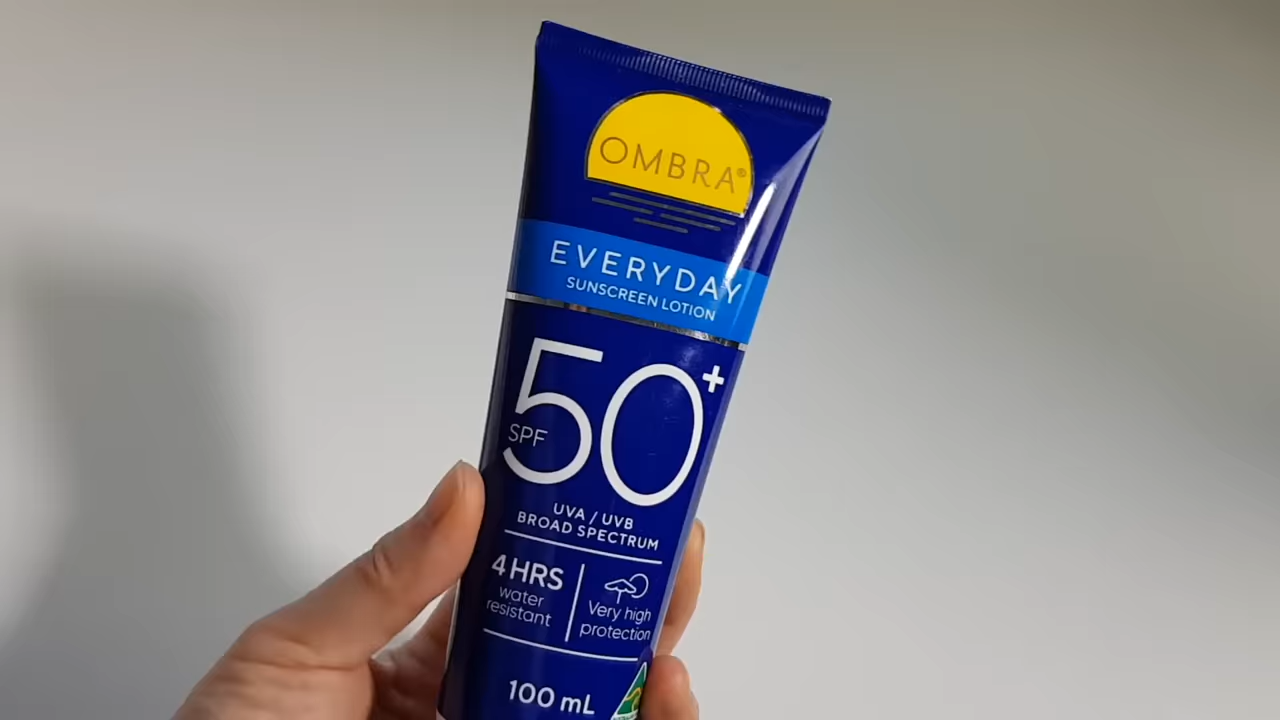 OMBRA®
EVERYDAY
SUNSCREEN LOTION
50+
SPF
UVA / UVB
BROAD SPECTRUM
4 HRS
water
resistant
Very high
protection
100 mL